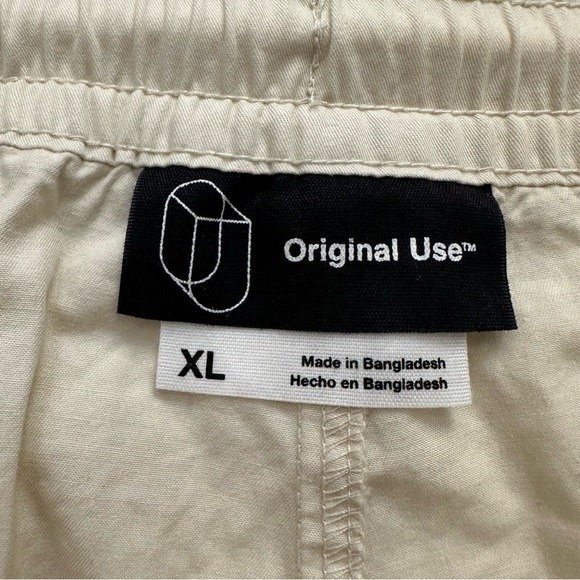 Original Use™
XL
Made in Bangladesh
Hecho en Bangladesh